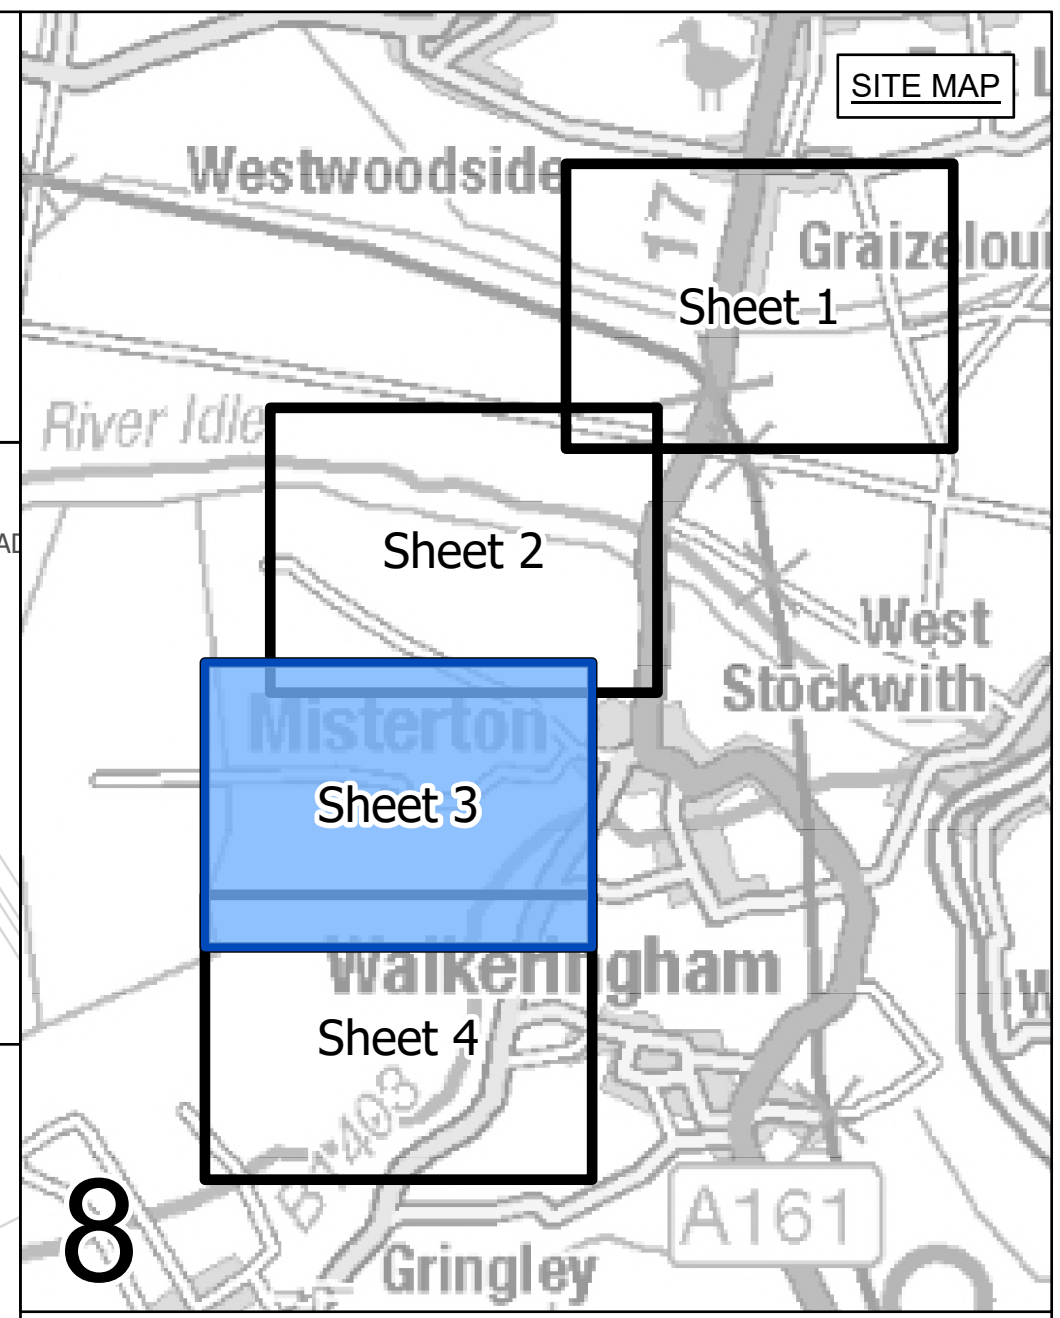 SITE MAP
Westwoodside
17
Graizelou
Sheet 1
River Idle
Sheet 2
West
Stockwith
Misterton
Sheet 3
Walkeringham
Sheet 4
B1403
8
A161
Gringley